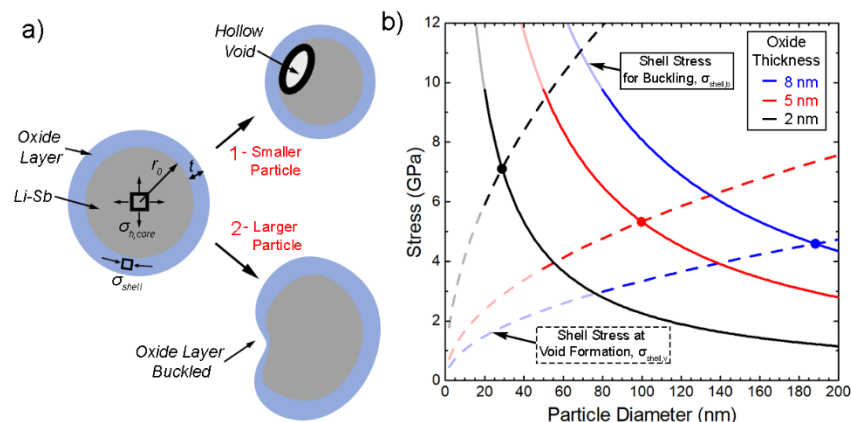 a)
Hollow
Void
Oxide
Layer
r₀
t
1- Smaller
Particle
Li-Sb
σh,core
2- Larger
Particle
σshell
Oxide Layer
Buckled
b)
Stress (GPa)
12
10
8
6
4
2
0
Shell Stress
for Buckling, σshell,b
Oxide
Thickness
8 nm
5 nm
2 nm
Shell Stress at
Void Formation, σshell,v
0 20 40 60 80 100 120 140 160 180 200
Particle Diameter (nm)